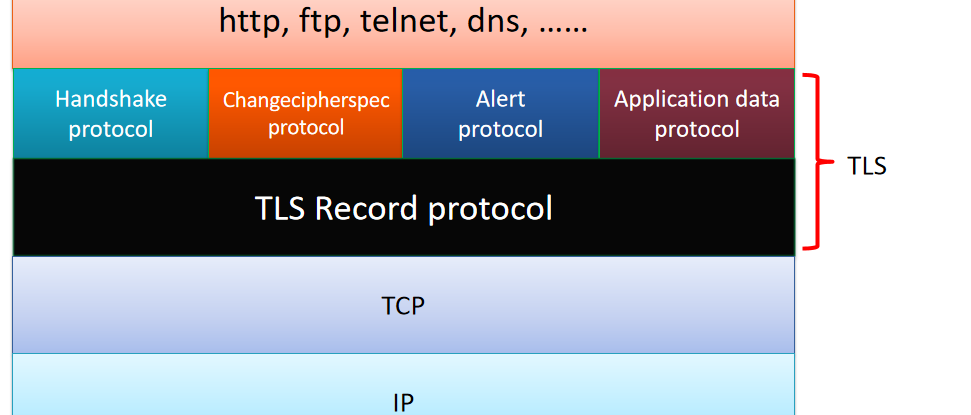 http, ftp, telnet, dns, ......
Handshake
protocol
Changecipherspec
protocol
Alert
protocol
Application data
protocol
TLS
TLS Record protocol
TCP
IP